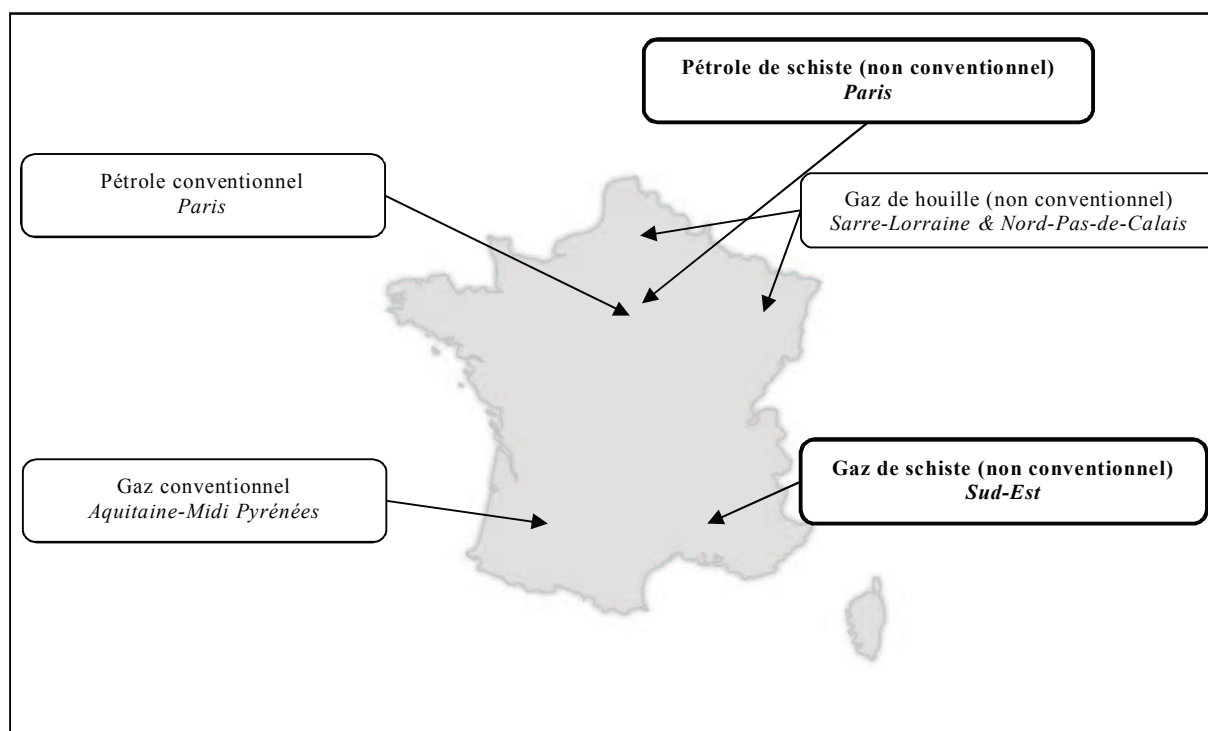 Pétrole de schiste (non conventionnel)
Paris
Pétrole conventionnel
Paris
Gaz de houille (non conventionnel)
Sarre-Lorraine & Nord-Pas-de-Calais
Gaz conventionnel
Aquitaine-Midi Pyrénées
Gaz de schiste (non conventionnel)
Sud-Est